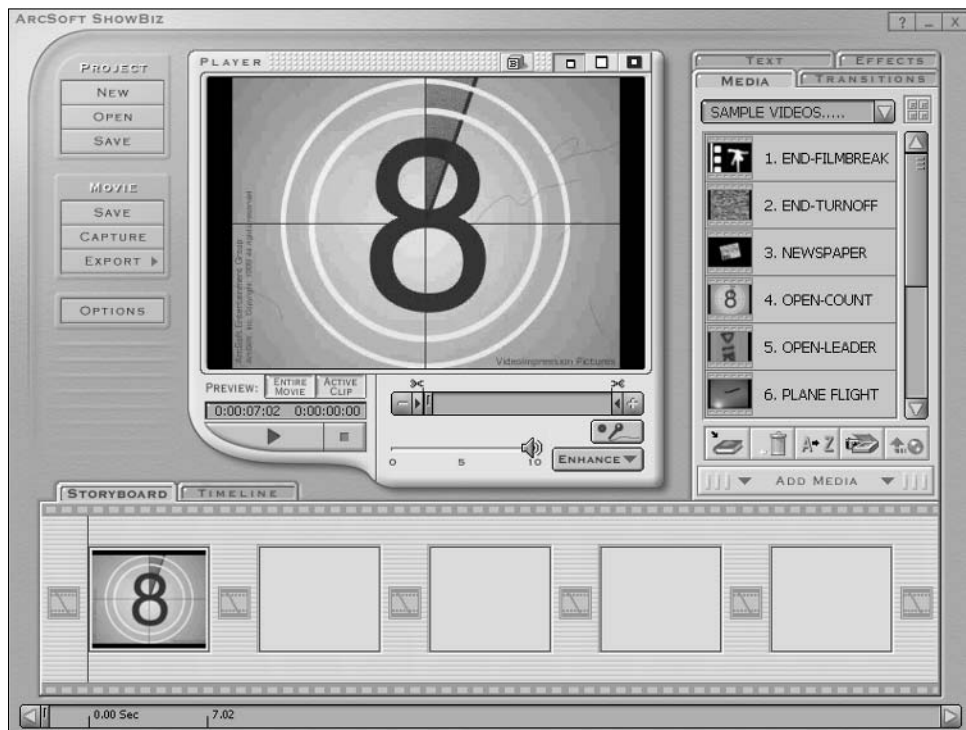 ArcSoft ShowBiz
? _ X
Project
New
Open
Save
Movie
Save
Capture
Export
Options
Player
B
8
ArcSoft Entertainment Group
VideoImpression Pictures
Preview:
Entire Movie
Active Clip
0:00:07:02 0:00:00:00
0 5 10
Enhance
Text
Effects
Media
Transitions
SAMPLE VIDEOS.....
1. END-FILMBREAK
2. END-TURNOFF
3. NEWSPAPER
8
4. OPEN-COUNT
5. OPEN-LEADER
6. PLANE FLIGHT
A Z
Add Media
Storyboard
Timeline
8
0.00 Sec 7.02